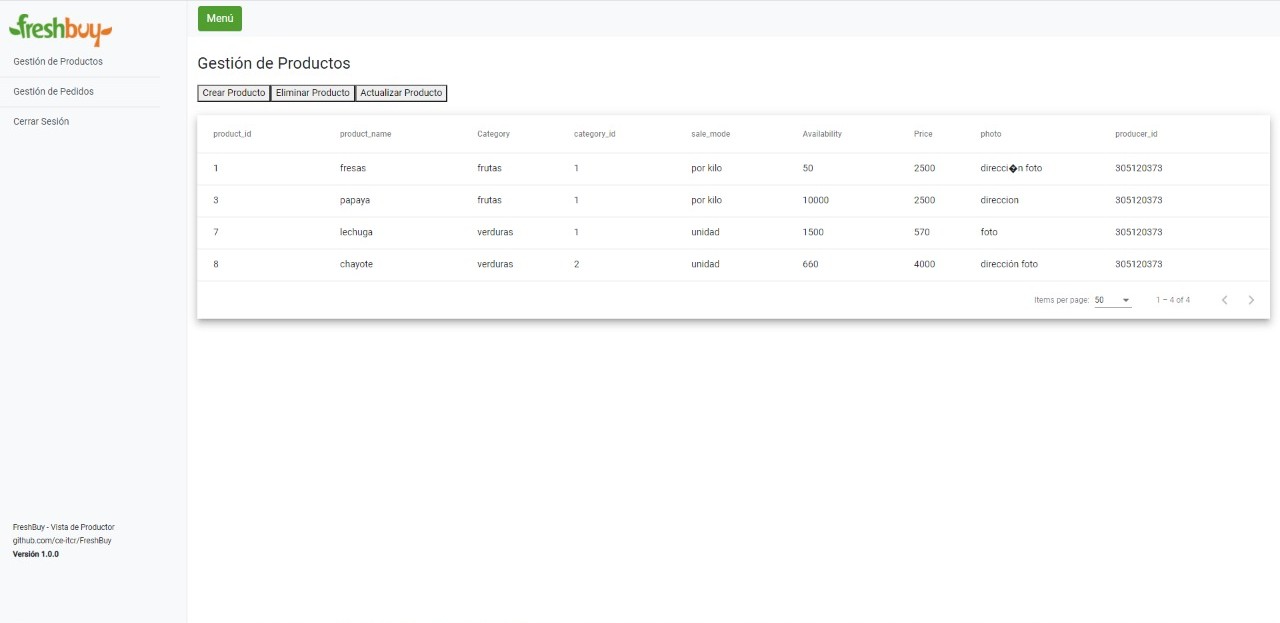 freshbuy
Menú
Gestión de Productos
Gestión de Pedidos
Cerrar Sesión
Gestión de Productos
Crear Producto Eliminar Producto Actualizar Producto
product_id product_name Category category_id sale_mode Availability Price photo producer_id
1 fresas frutas 1 por kilo 50 2500 direcci�n foto 305120373
3 papaya frutas 1 por kilo 10000 2500 direccion 305120373
7 lechuga verduras 1 unidad 1500 570 foto 305120373
8 chayote verduras 2 unidad 660 4000 dirección foto 305120373
Items per page: 50 1 – 4 of 4
FreshBuy - Vista de Productor
github.com/ce-itcr/FreshBuy
Versión 1.0.0